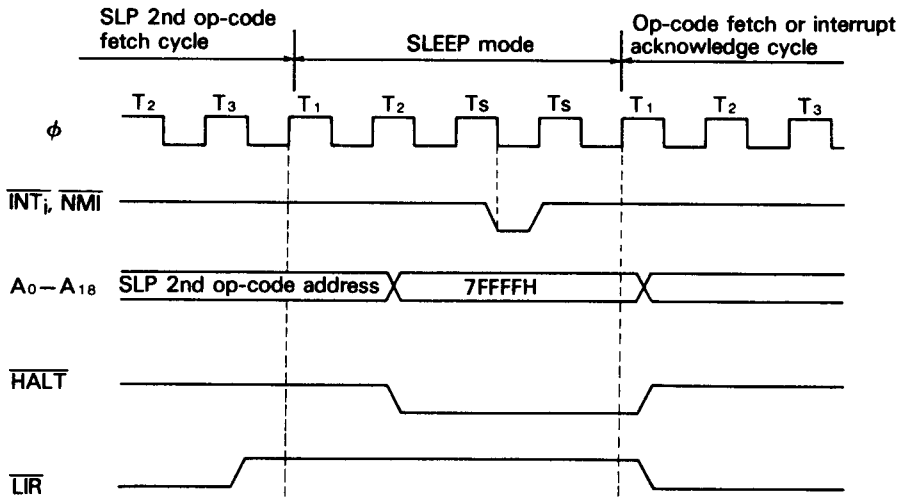 SLP 2nd op-code
fetch cycle
SLEEP mode
Op-code fetch or interrupt
acknowledge cycle
T2 T3 T1 T2 Ts Ts T1 T2 T3
ϕ
INTj, NMI
A0–A18
SLP 2nd op-code address
7FFFFH
HALT
LIR